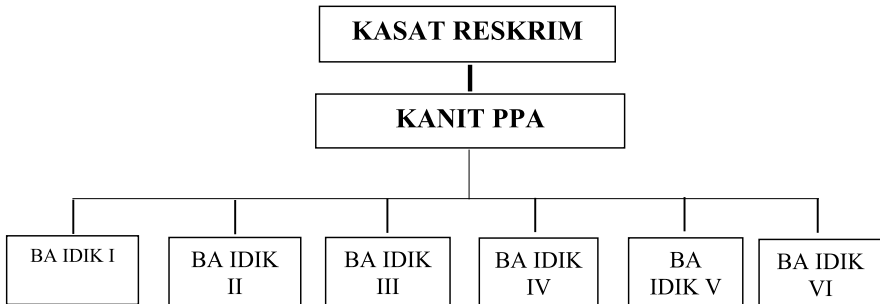 KASAT RESKRIM
KANIT PPA
BA IDIK I
BA IDIK
II
BA IDIK
III
BA IDIK
IV
BA
IDIK V
BA IDIK
VI